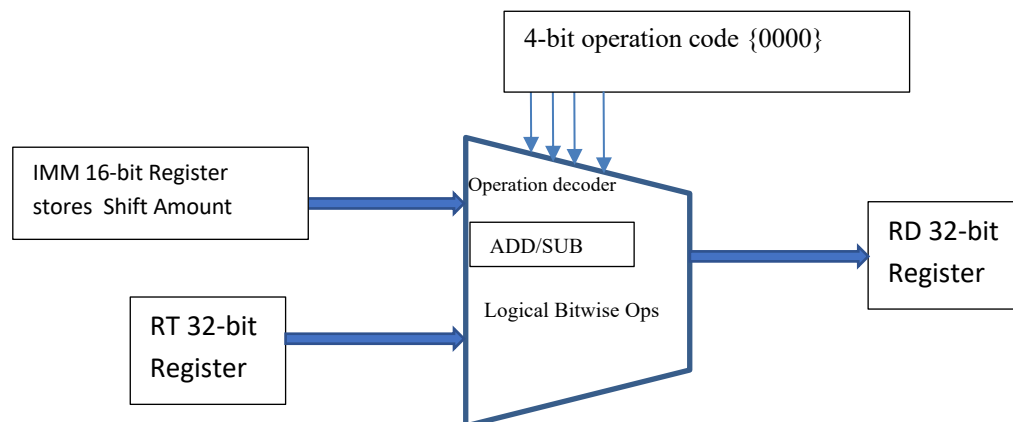 4-bit operation code {0000}
IMM 16-bit Register
stores Shift Amount
Operation decoder
ADD/SUB
Logical Bitwise Ops
RD 32-bit
Register
RT 32-bit
Register